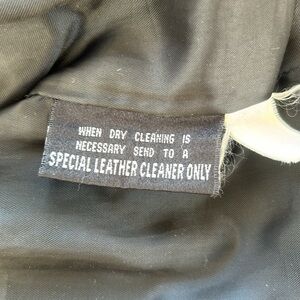 WHEN DRY CLEANING IS
NECESSARY SEND TO A
SPECIAL LEATHER CLEANER ONLY